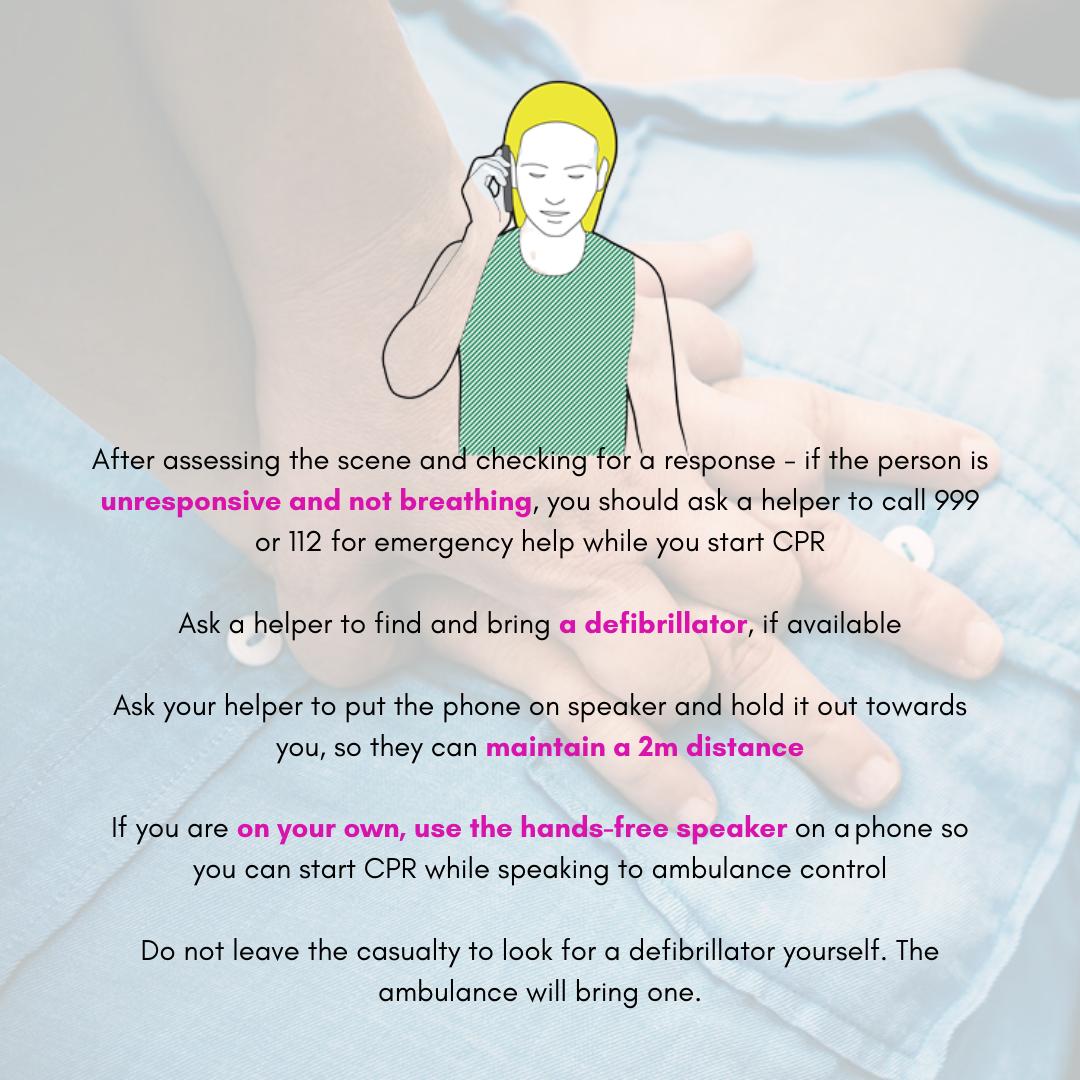 After assessing the scene and checking for a response - if the person is
unresponsive and not breathing, you should ask a helper to call 999
or 112 for emergency help while you start CPR
Ask a helper to find and bring a defibrillator, if available
Ask your helper to put the phone on speaker and hold it out towards
you, so they can maintain a 2m distance
If you are on your own, use the hands-free speaker on a phone so
you can start CPR while speaking to ambulance control
Do not leave the casualty to look for a defibrillator yourself. The
ambulance will bring one.